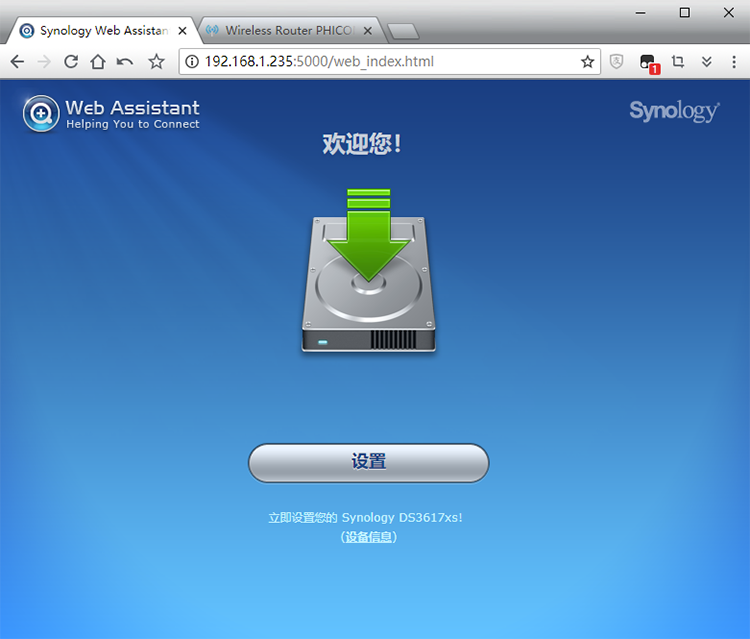 Synology Web Assistan
Wireless Router PHICO
192.168.1.235:5000/web_index.html
1
Web Assistant
Helping You to Connect
Synology
欢迎您!
设置
立即设置您的 Synology DS3617xs!
(设备信息)